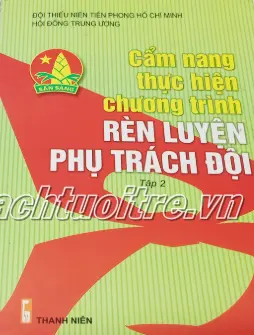 ĐỘI THIẾU NIÊN TIỀN PHONG HỒ CHÍ MINH
HỘI ĐỒNG TRUNG ƯƠNG
SẴN SÀNG
Cẩm nang
thực hiện
chương trình
RÈN LUYỆN
PHỤ TRÁCH ĐỘI
Tập 2
achtuoitre.vn
THANH NIÊN